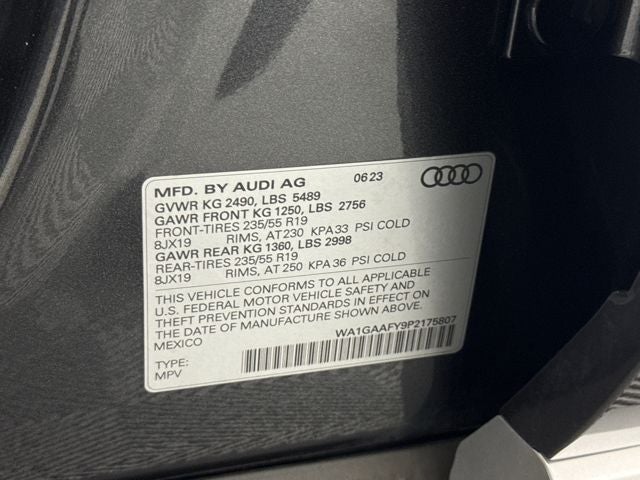 MFD. BY AUDI AG 06 23
GVWR KG 2490, LBS 5489
GAWR FRONT KG 1250, LBS 2756
FRONT-TIRES 235/55 R19
8JX19 RIMS, AT 230 KPA 33 PSI COLD
GAWR REAR KG 1360, LBS 2998
REAR-TIRES 235/55 R19
8JX19 RIMS, AT 250 KPA 36 PSI COLD
THIS VEHICLE CONFORMS TO ALL APPLICABLE
U.S. FEDERAL MOTOR VEHICLE SAFETY AND
THEFT PREVENTION STANDARDS IN EFFECT ON
THE DATE OF MANUFACTURE SHOWN ABOVE.
MEXICO WA1GAAFY9P2175807
TYPE:
MPV